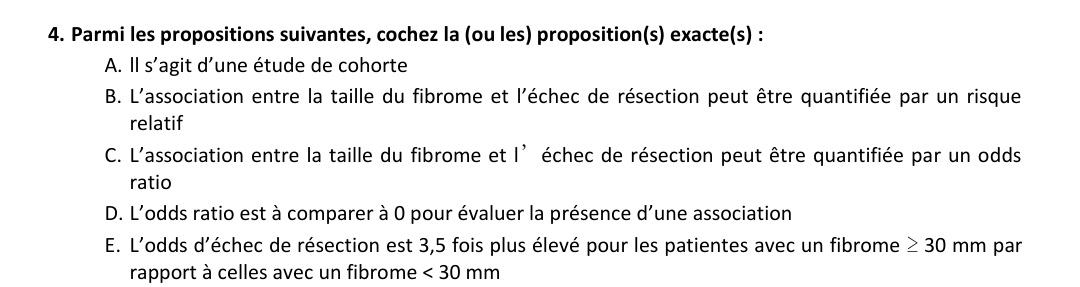 4. Parmi les propositions suivantes, cochez la (ou les) proposition(s) exacte(s) :
A. Il s’agit d’une étude de cohorte
B. L’association entre la taille du fibrome et l’échec de résection peut être quantifiée par un risque
relatif
C. L’association entre la taille du fibrome et l’échec de résection peut être quantifiée par un odds
ratio
D. L’odds ratio est à comparer à 0 pour évaluer la présence d’une association
E. L’odds d’échec de résection est 3,5 fois plus élevé pour les patientes avec un fibrome ≥ 30 mm par
rapport à celles avec un fibrome < 30 mm